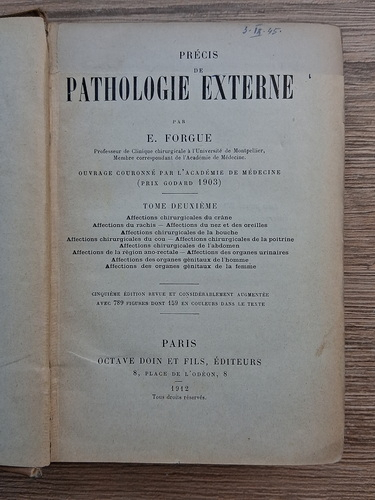 3. IX. 45.
PRÉCIS
DE
PATHOLOGIE EXTERNE
PAR
E. FORGUE
Professeur de Clinique chirurgicale à l'Université de Montpellier,
Membre correspondant de l'Académie de Médecine.
OUVRAGE COURONNÉ PAR L'ACADÉMIE DE MÉDECINE
(PRIX GODARD 1903)
TOME DEUXIÈME
Affections chirurgicales du crâne
Affections du rachis — Affections du nez et des oreilles
Affections chirurgicales de la bouche
Affections chirurgicales du cou — Affections chirurgicales de la poitrine
Affections chirurgicales de l'abdomen
Affections de la région ano-rectale — Affections des organes urinaires
Affections des organes génitaux de l'homme
Affections des organes génitaux de la femme
CINQUIÈME ÉDITION REVUE ET CONSIDÉRABLEMENT AUGMENTÉE
AVEC 789 FIGURES DONT 159 EN COULEURS DANS LE TEXTE
PARIS
OCTAVE DOIN ET FILS, ÉDITEURS
8, PLACE DE L'ODÉON, 8
1912
Tous droits réservés.